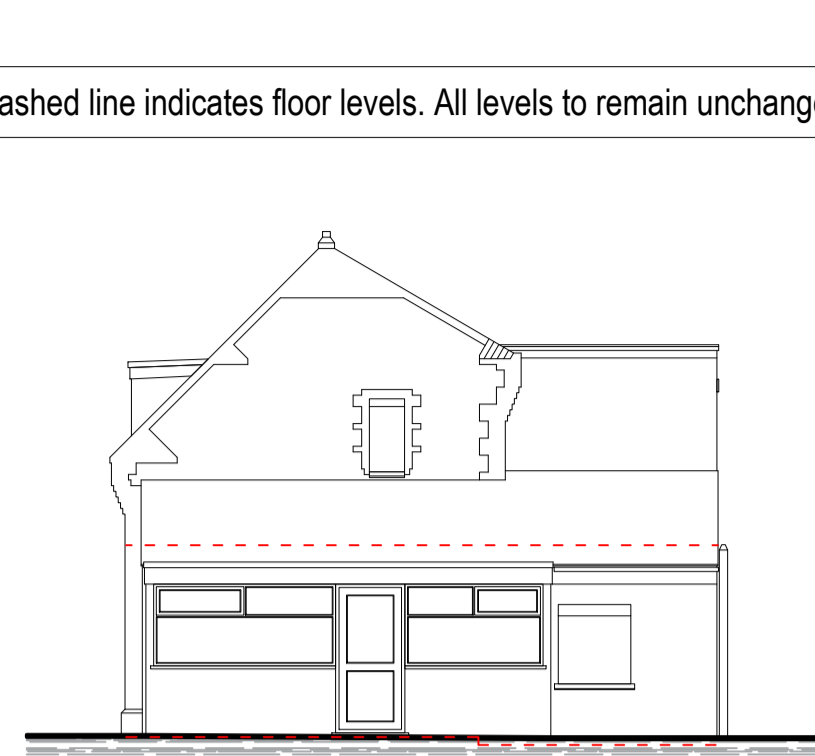 ashed line indicates floor levels. All levels to remain unchang